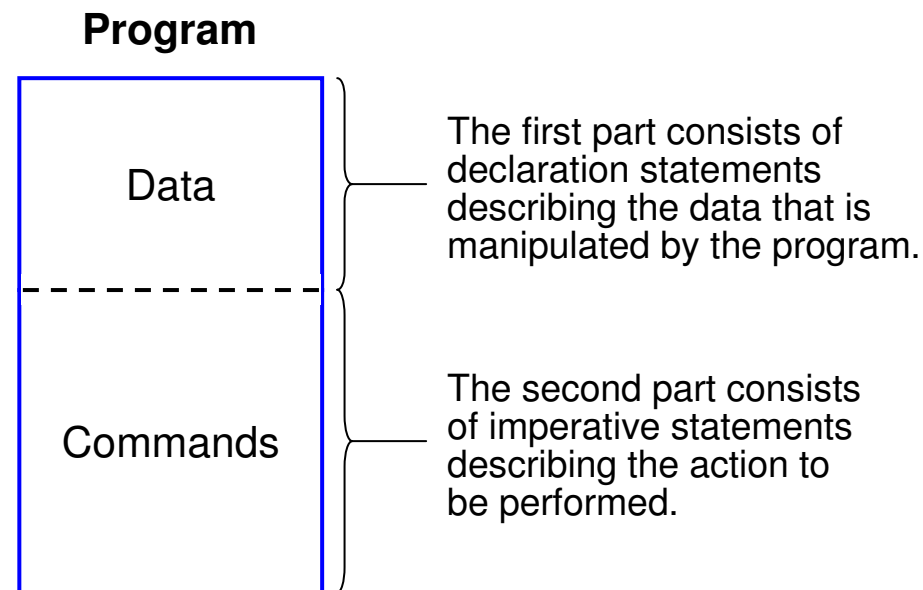 Program
Data
The first part consists of
declaration statements
describing the data that is
manipulated by the program.
Commands
The second part consists
of imperative statements
describing the action to
be performed.